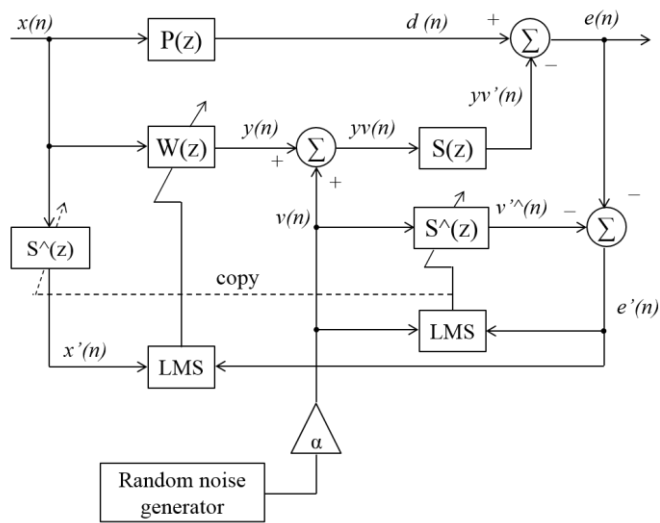 x(n)
P(z)
d (n)
+
Σ
e(n)
−
yv’(n)
W(z)
y(n)
+
Σ
yv(n)
S(z)
+
−
v(n)
S^(z)
v’^(n)
−
Σ
S^(z)
copy
e’(n)
x’(n)
LMS
LMS
α
Random noise
generator